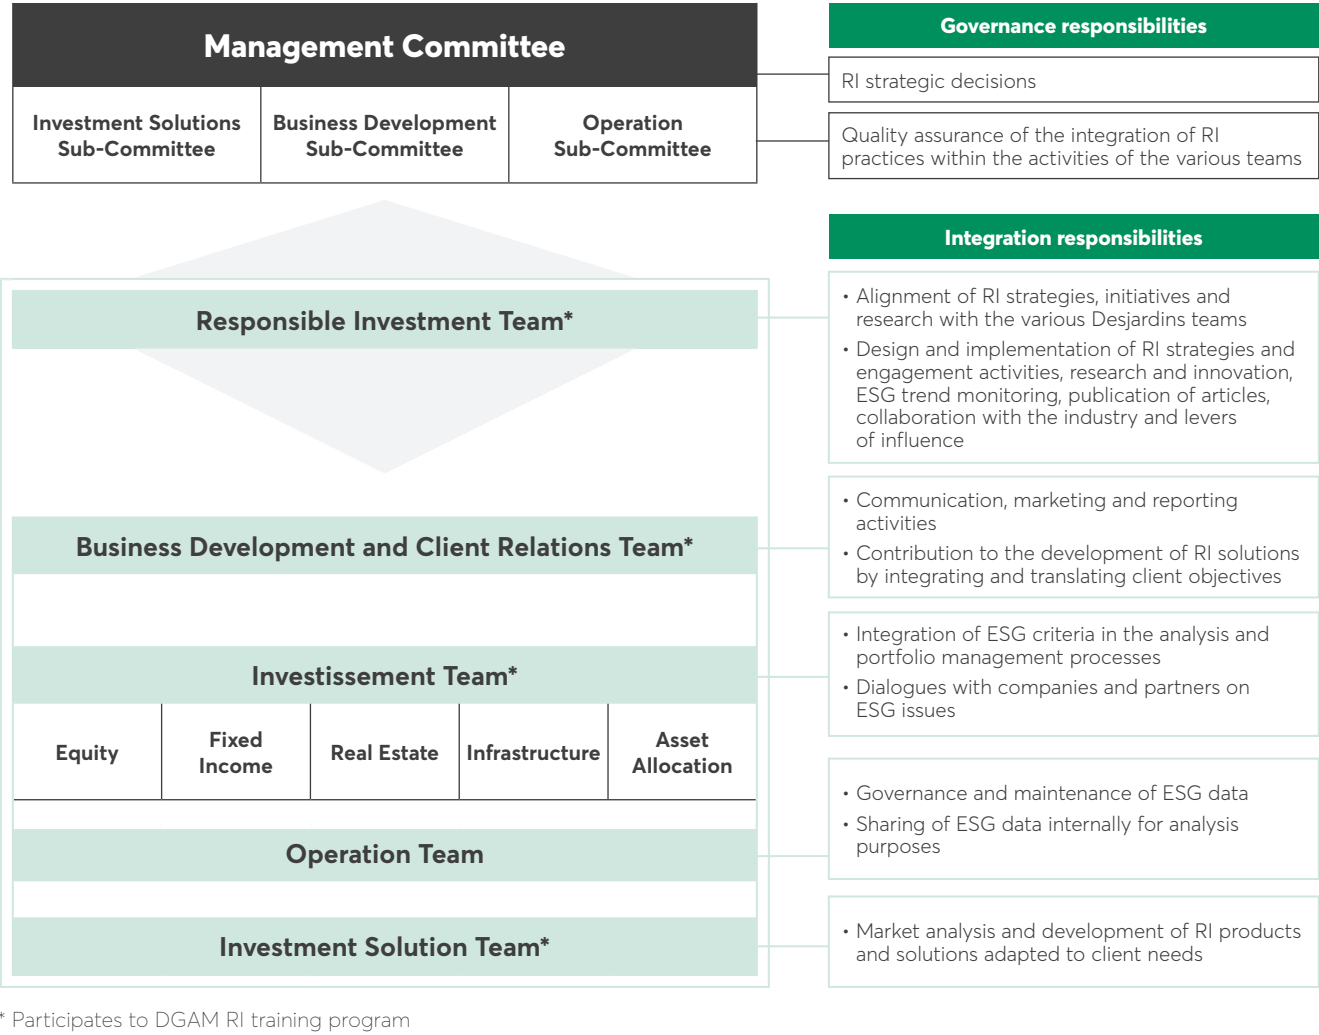 Management Committee
Investment Solutions
Sub-Committee
Business Development
Sub-Committee
Operation
Sub-Committee
Governance responsibilities
RI strategic decisions
Quality assurance of the integration of RI
practices within the activities of the various teams
Integration responsibilities
Responsible Investment Team*
• Alignment of RI strategies, initiatives and
research with the various Desjardins teams
• Design and implementation of RI strategies and
engagement activities, research and innovation,
ESG trend monitoring, publication of articles,
collaboration with the industry and levers
of influence
Business Development and Client Relations Team*
• Communication, marketing and reporting
activities
• Contribution to the development of RI solutions
by integrating and translating client objectives
Investissement Team*
Equity
Fixed
Income
Real Estate
Infrastructure
Asset
Allocation
• Integration of ESG criteria in the analysis and
portfolio management processes
• Dialogues with companies and partners on
ESG issues
Operation Team
• Governance and maintenance of ESG data
• Sharing of ESG data internally for analysis
purposes
Investment Solution Team*
• Market analysis and development of RI products
and solutions adapted to client needs
* Participates to DGAM RI training program